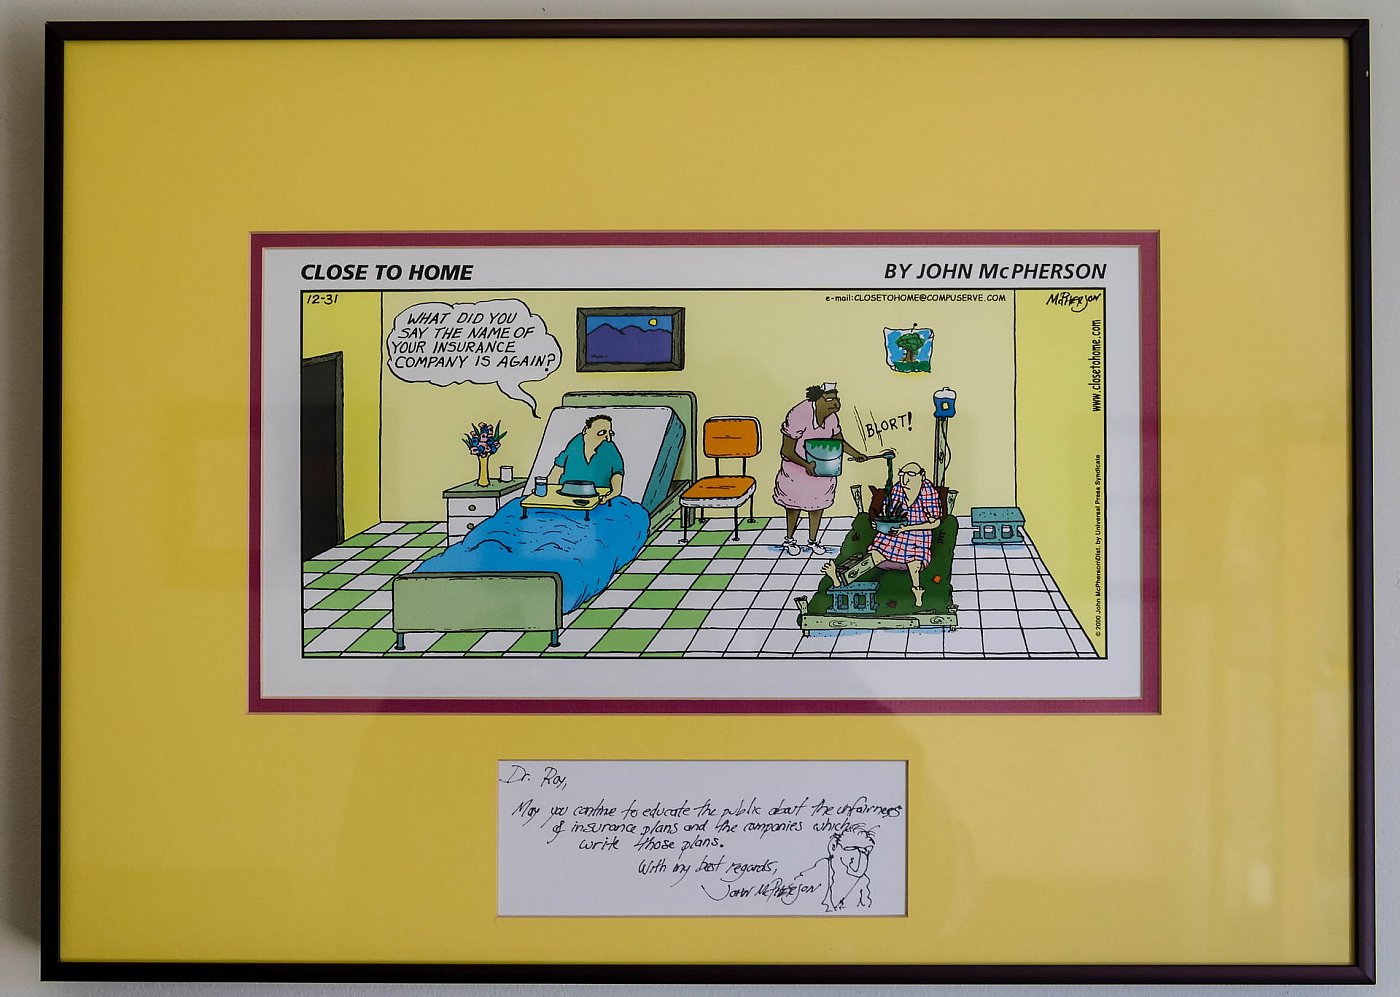 CLOSE TO HOME BY JOHN McPHERSON
12-31
e-mail:CLOSETOHOME@COMPUSERVE.COM
McPHERSON
WHAT DID YOU
SAY THE NAME OF
YOUR INSURANCE
COMPANY IS AGAIN?
BLORT!
www.closetohome.com
© 2000 John McPherson/Dist. by Universal Press Syndicate
Dr. Roy,
May you continue to educate the public about the unfairness
of insurance plans and the companies which
write those plans.
With my best regards,
John McPherson